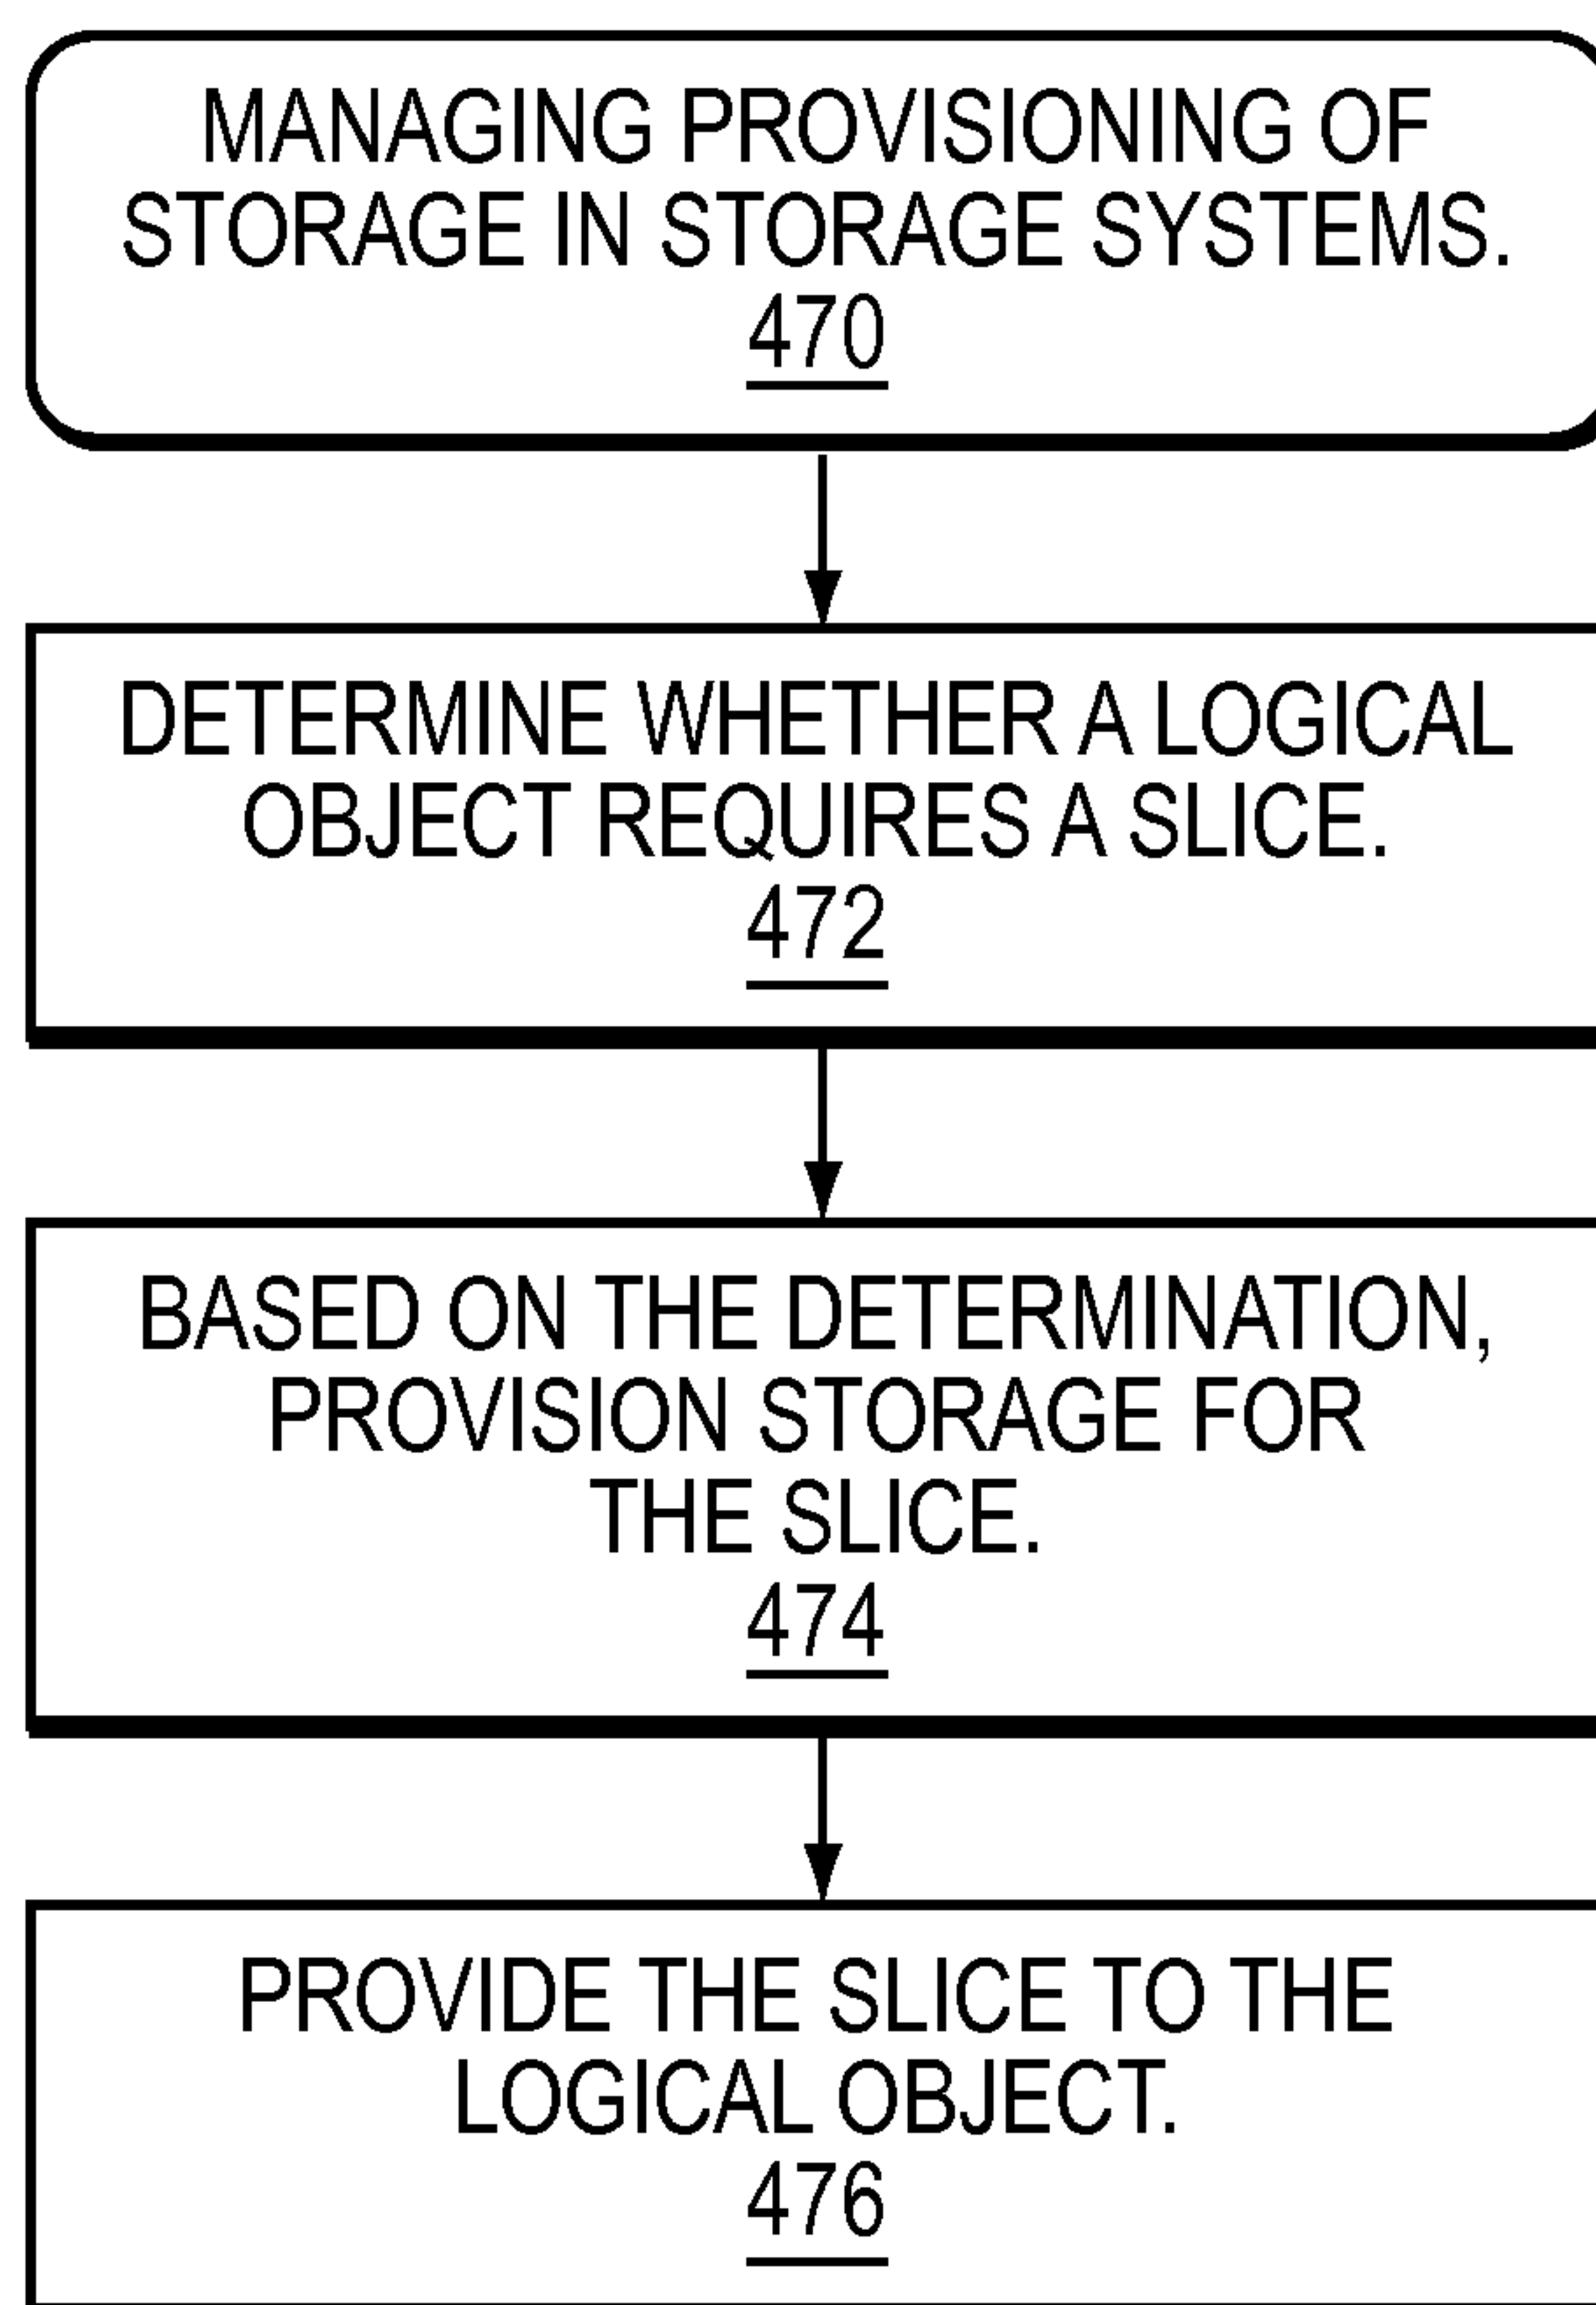 MANAGING PROVISIONING OF
STORAGE IN STORAGE SYSTEMS.
470
DETERMINE WHETHER A LOGICAL
OBJECT REQUIRES A SLICE.
472
BASED ON THE DETERMINATION,
PROVISION STORAGE FOR
THE SLICE.
474
PROVIDE THE SLICE TO THE
LOGICAL OBJECT.
476